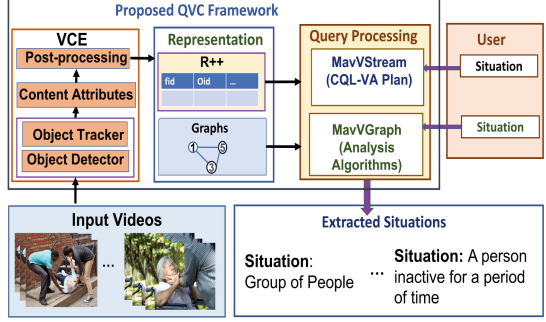 Proposed QVC Framework
VCE
Post-processing
Content Attributes
Object Tracker
Object Detector
Representation
R++
fid Oid ...
Graphs
1 5
3
Query Processing
MavVStream
(CQL-VA Plan)
MavVGraph
(Analysis
Algorithms)
User
Situation
Situation
Input Videos
...
Extracted Situations
Situation:
Group of People
...
Situation: A person
inactive for a period
of time